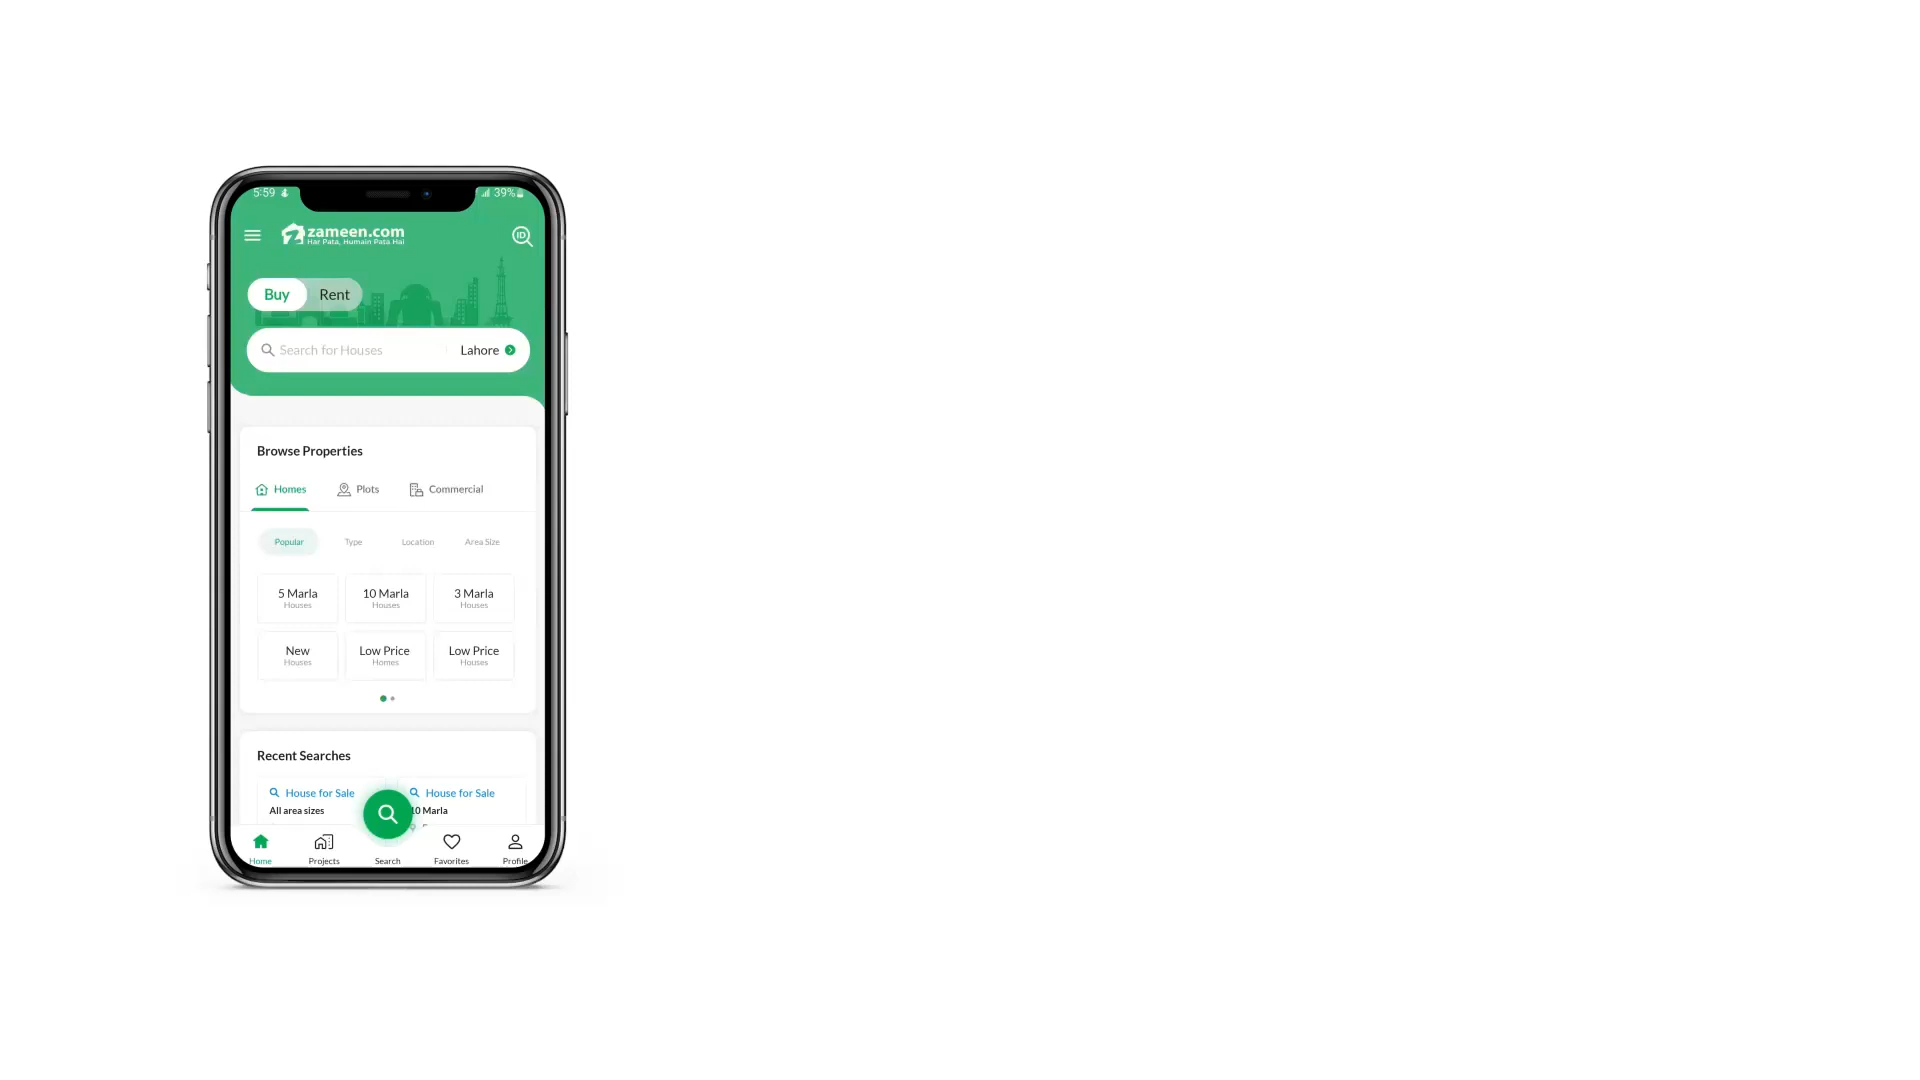 5:59
39%
zameen.com
Har Pata, Humain Pata Hai
ID
Buy Rent
Search for Houses Lahore
Browse Properties
Homes Plots Commercial
Popular Type Location Area Size
5 Marla 10 Marla 3 Marla
Houses Houses Houses
New Low Price Low Price
Houses Homes Houses
Recent Searches
House for Sale House for Sale
All area sizes 10 Marla
Home Projects Search Favorites Profile